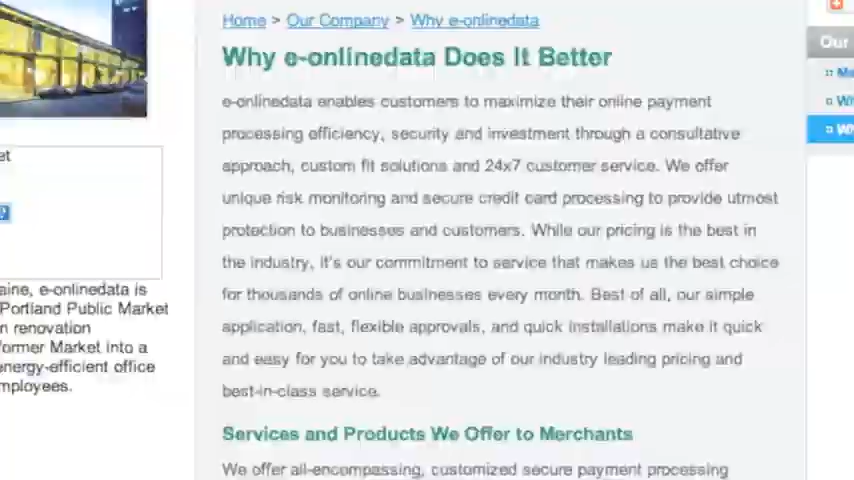 Home > Our Company > Why e-onlinedata
Why e-onlinedata Does It Better
e-onlinedata enables customers to maximize their online payment
processing efficiency, security and investment through a consultative
approach, custom fit solutions and 24x7 customer service. We offer
unique risk monitoring and secure credit card processing to provide utmost
protection to businesses and customers. While our pricing is the best in
the industry, it's our commitment to service that makes us the best choice
for thousands of online businesses every month. Best of all, our simple
application, fast, flexible approvals, and quick installations make it quick
and easy for you to take advantage of our industry leading pricing and
best-in-class service.
Services and Products We Offer to Merchants
We offer all-encompassing, customized secure payment processing
e-onlinedata is
Portland Public Market
renovation
former Market into a
energy-efficient office
employees.
Our